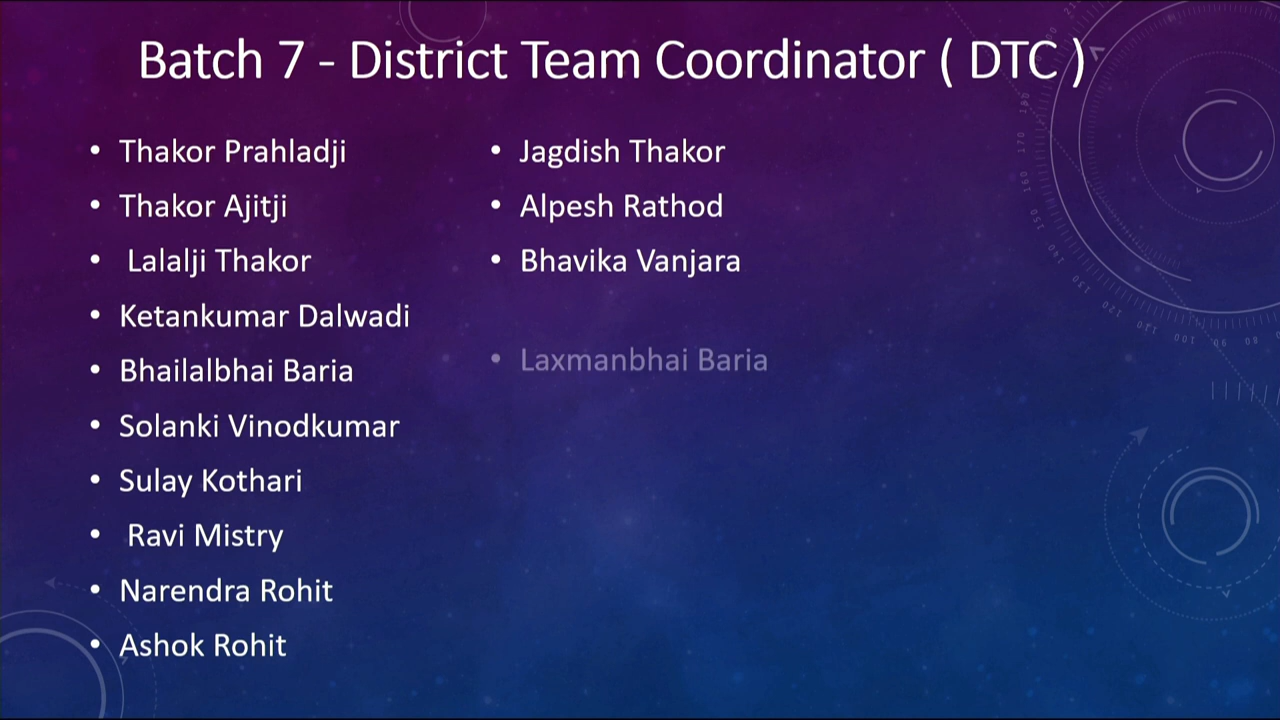 Batch 7 - District Team Coordinator ( DTC )
• Thakor Prahladji
• Thakor Ajitji
• Lalalji Thakor
• Ketankumar Dalwadi
• Bhailalbhai Baria
• Solanki Vinodkumar
• Sulay Kothari
• Ravi Mistry
• Narendra Rohit
• Ashok Rohit
• Jagdish Thakor
• Alpesh Rathod
• Bhavika Vanjara
• Laxmanbhai Baria